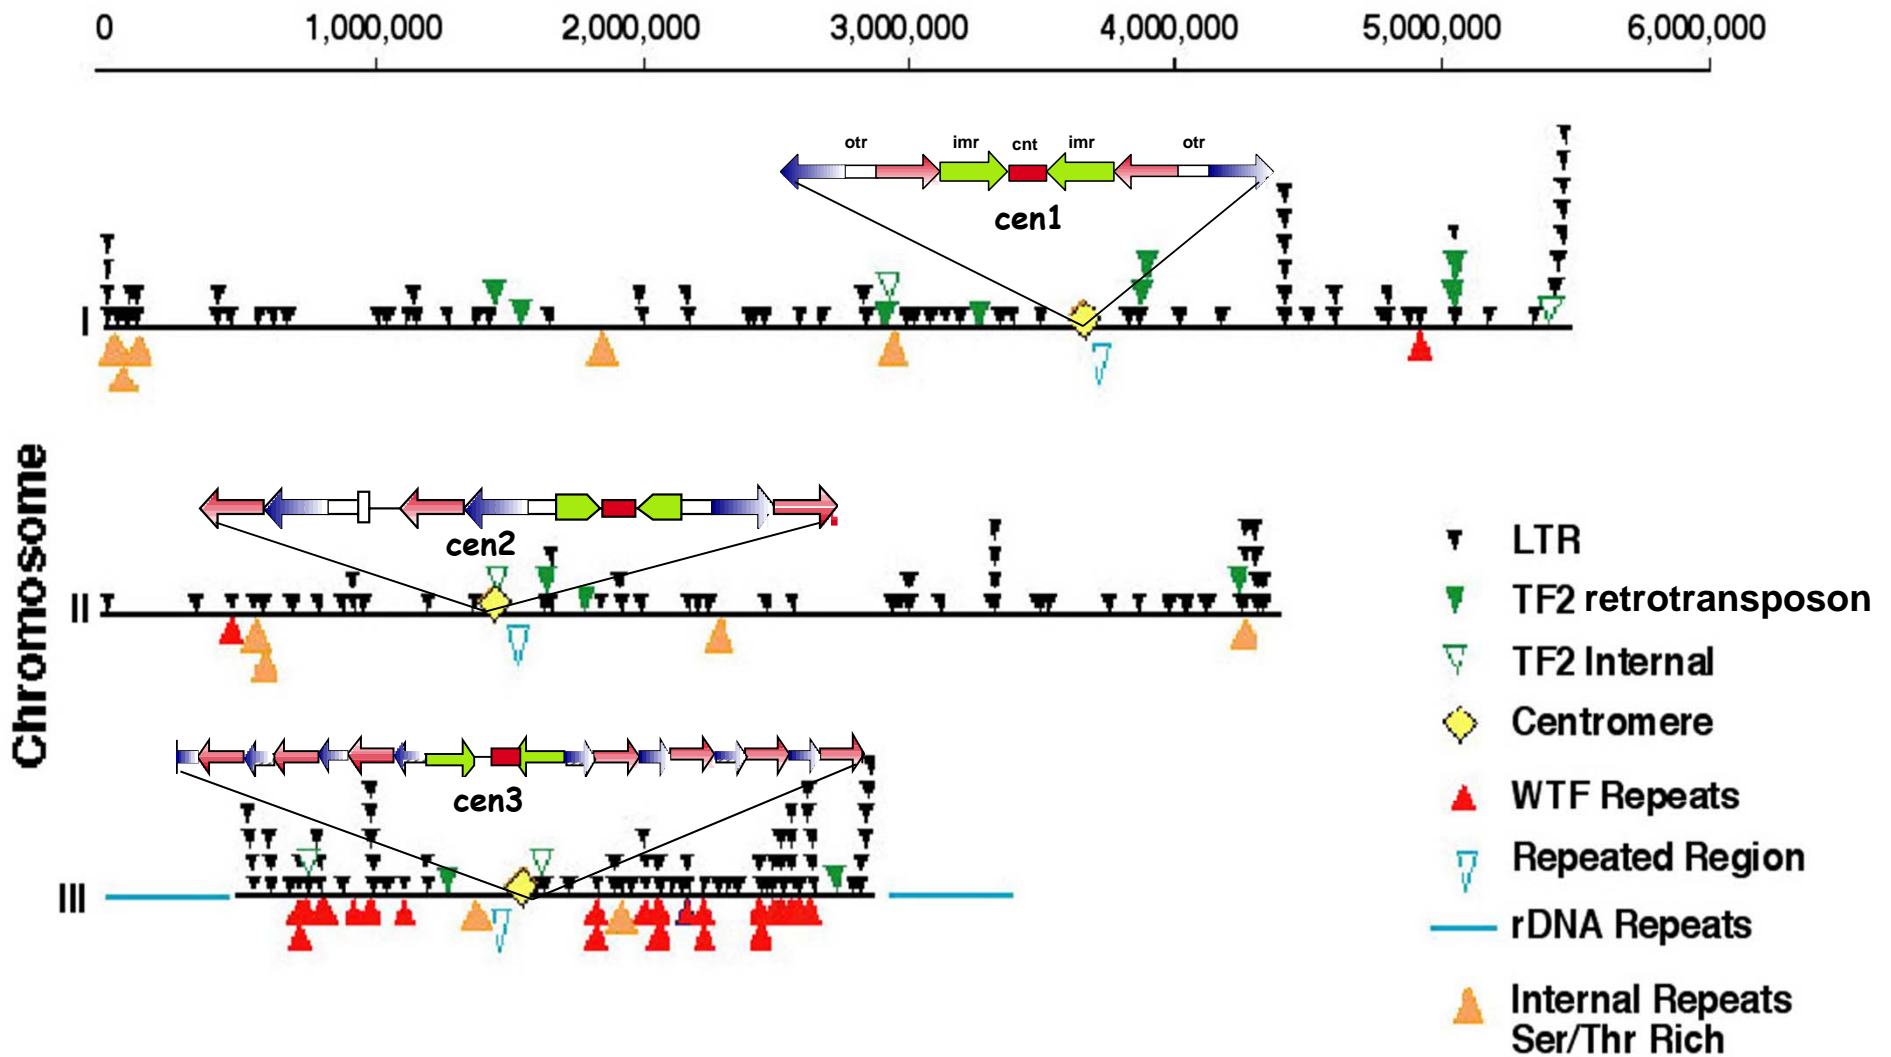 0 1,000,000 2,000,000 3,000,000 4,000,000 5,000,000 6,000,000
otr imr cnt imr otr
cen1
I
Chromosome
cen2
II
cen3
III
LTR
TF2 retrotransposon
TF2 Internal
Centromere
WTF Repeats
Repeated Region
rDNA Repeats
Internal Repeats
Ser/Thr Rich